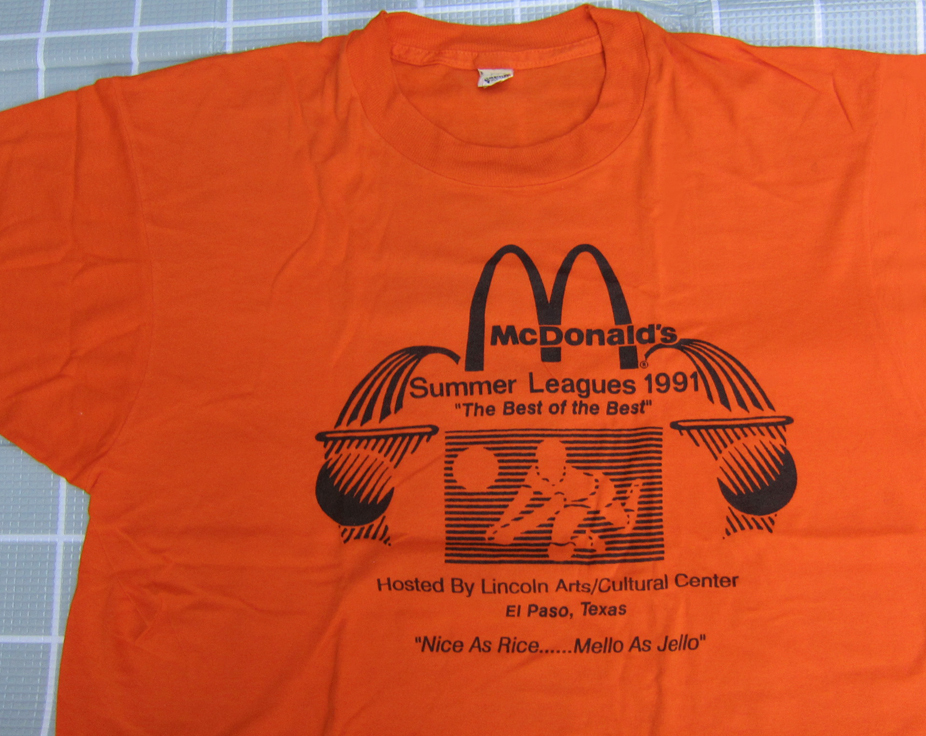 McDonald's
®
Summer Leagues 1991
"The Best of the Best"
Hosted By Lincoln Arts/Cultural Center
El Paso, Texas
"Nice As Rice......Mello As Jello"